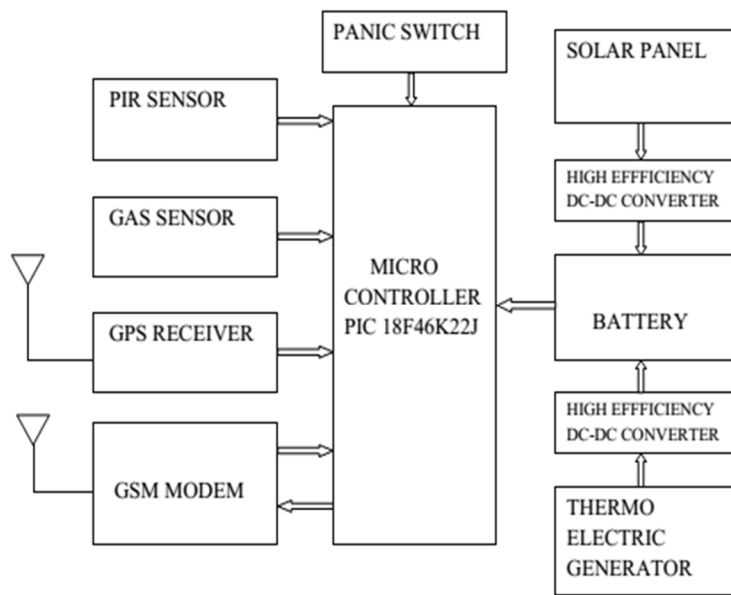 PANIC SWITCH
SOLAR PANEL
PIR SENSOR
HIGH EFFFICIENCY
DC-DC CONVERTER
GAS SENSOR
MICRO
CONTROLLER
PIC 18F46K22J
BATTERY
GPS RECEIVER
HIGH EFFFICIENCY
DC-DC CONVERTER
GSM MODEM
THERMO
ELECTRIC
GENERATOR